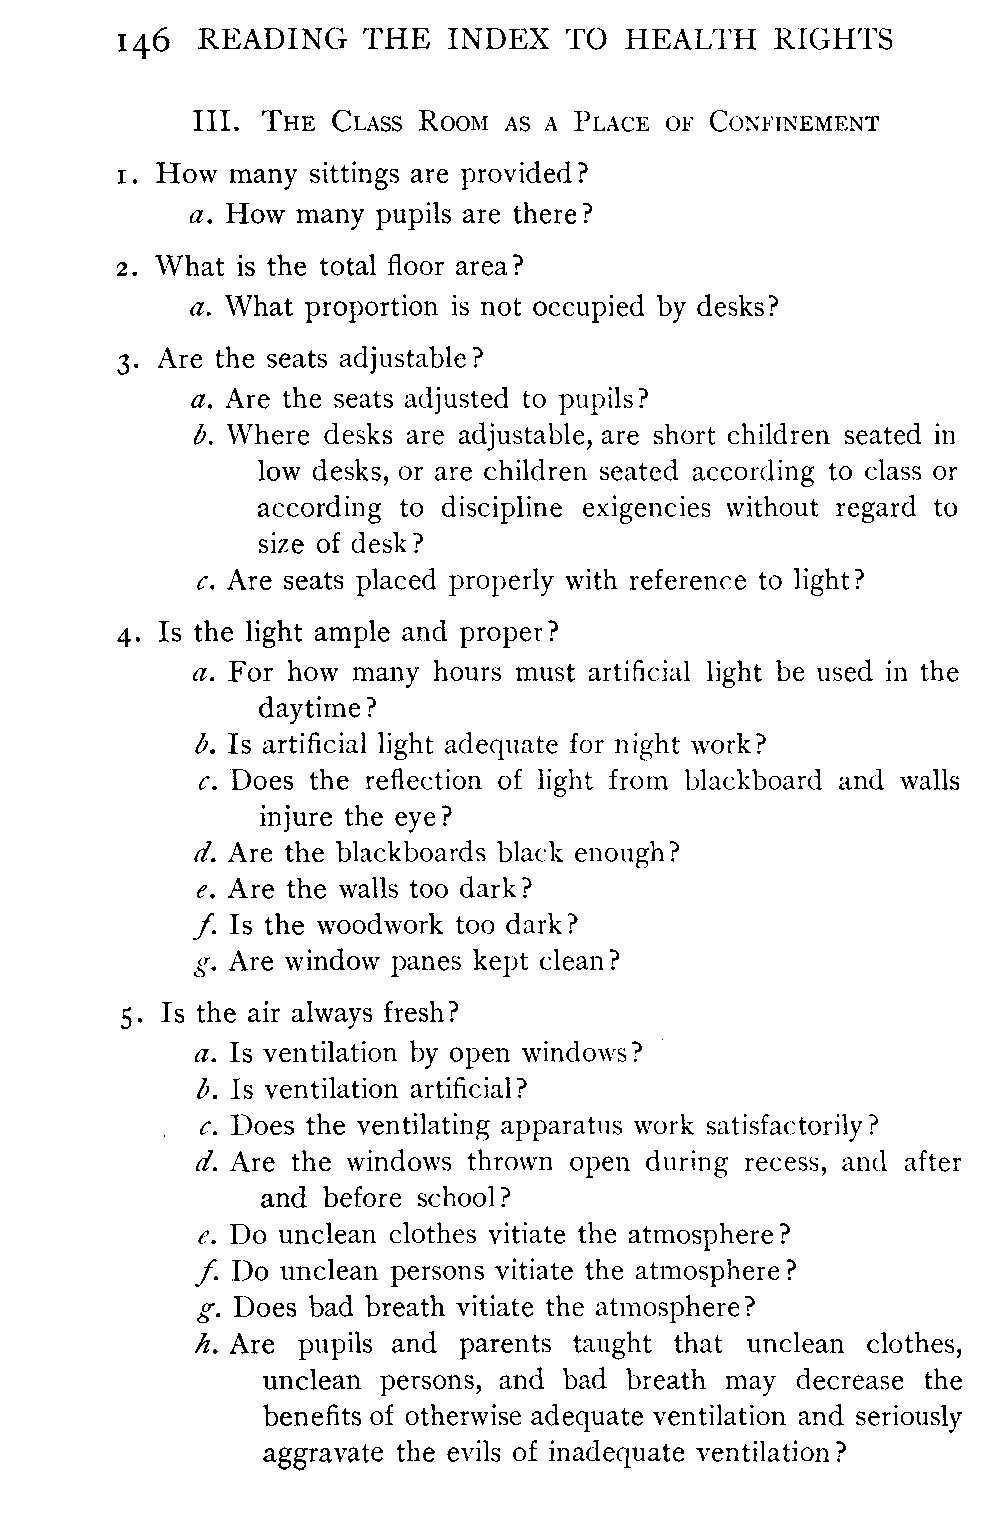 146 READING THE INDEX TO HEALTH RIGHTS
III. The Class Room as a Place of Confinement
1. How many sittings are provided?
a. How many pupils are there?
2. What is the total floor area?
a. What proportion is not occupied by desks?
3. Are the seats adjustable?
a. Are the seats adjusted to pupils?
b. Where desks are adjustable, are short children seated in
low desks, or are children seated according to class or
according to discipline exigencies without regard to
size of desk?
c. Are seats placed properly with reference to light?
4. Is the light ample and proper?
a. For how many hours must artificial light be used in the
daytime?
b. Is artificial light adequate for night work?
c. Does the reflection of light from blackboard and walls
injure the eye?
d. Are the blackboards black enough?
e. Are the walls too dark?
f. Is the woodwork too dark?
g. Are window panes kept clean?
5. Is the air always fresh?
a. Is ventilation by open windows?
b. Is ventilation artificial?
c. Does the ventilating apparatus work satisfactorily?
d. Are the windows thrown open during recess, and after
and before school?
e. Do unclean clothes vitiate the atmosphere?
f. Do unclean persons vitiate the atmosphere?
g. Does bad breath vitiate the atmosphere?
h. Are pupils and parents taught that unclean clothes,
unclean persons, and bad breath may decrease the
benefits of otherwise adequate ventilation and seriously
aggravate the evils of inadequate ventilation?